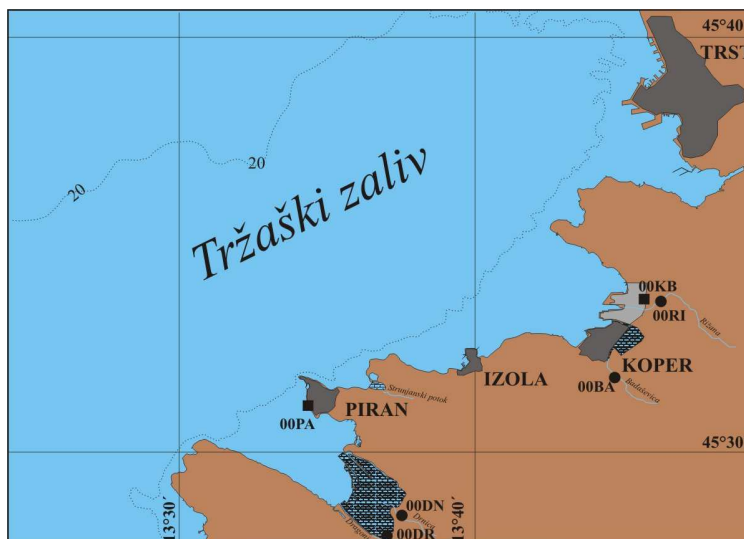 45°40
TRST
20
20
Tržaški zaliv
00KB
00RI
Rižana
KOPER
IZOLA
00BA
Badaševica
Strunjanski potok
PIRAN
00PA
45°30
13°30´
13°40´
00DN
Drnica
00DR